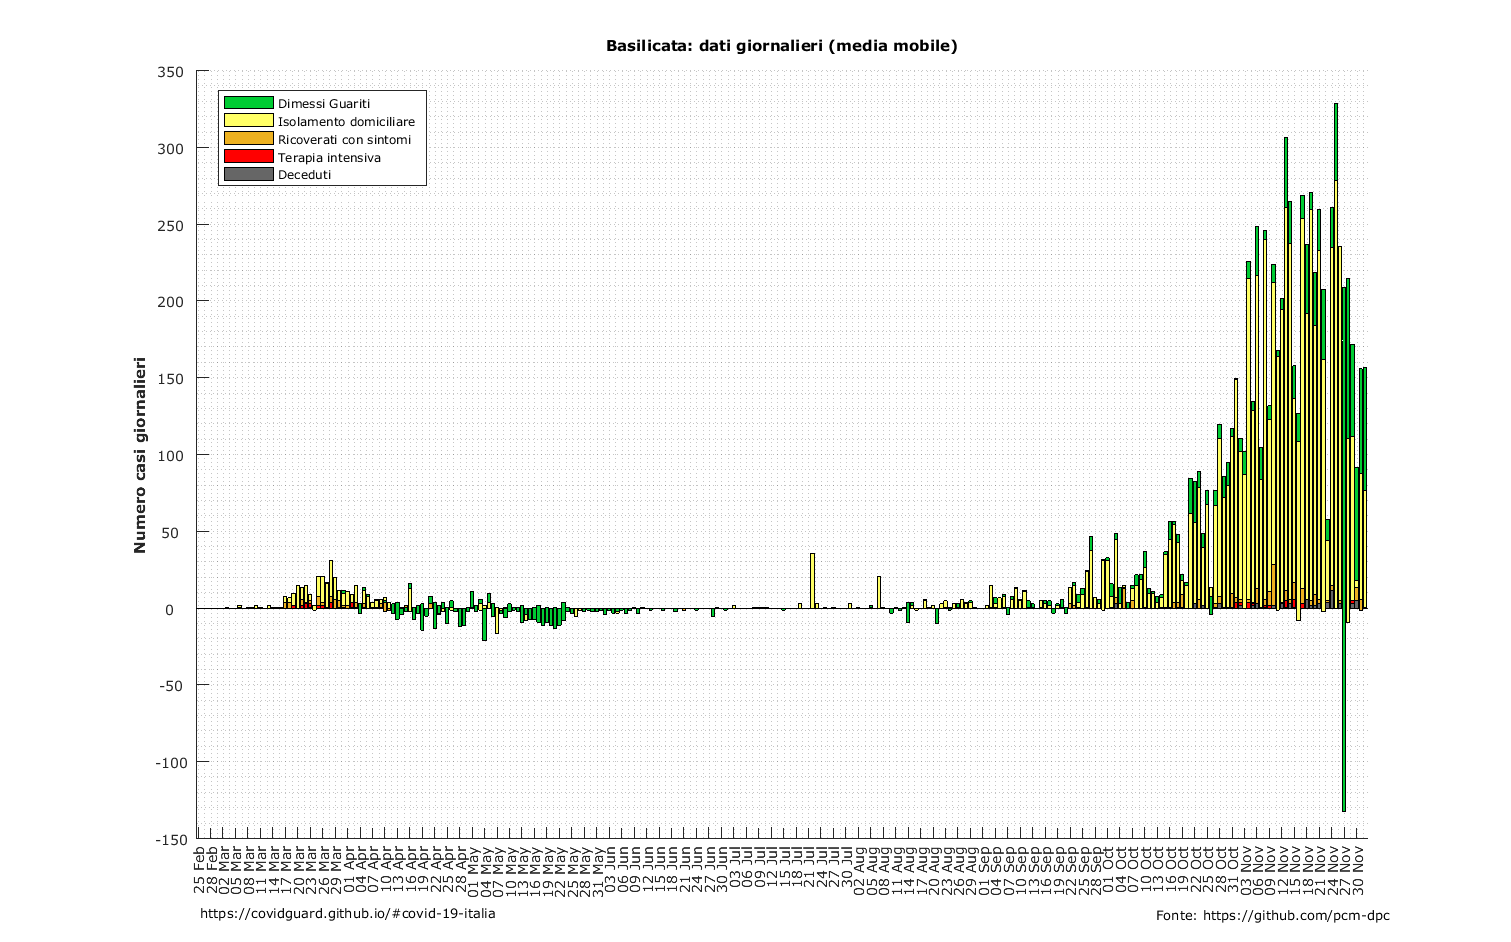 Basilicata: dati giornalieri (media mobile)
350
300
250
200
150
100
50
0
-50
-100
-150
Numero casi giornalieri
Dimessi Guariti
Isolamento domiciliare
Ricoverati con sintomi
Terapia intensiva
Deceduti
25 Feb
28 Feb
02 Mar
05 Mar
08 Mar
11 Mar
14 Mar
17 Mar
20 Mar
23 Mar
26 Mar
29 Mar
01 Apr
04 Apr
07 Apr
10 Apr
13 Apr
16 Apr
19 Apr
22 Apr
25 Apr
28 Apr
01 May
04 May
07 May
10 May
13 May
16 May
19 May
22 May
25 May
28 May
31 May
03 Jun
06 Jun
09 Jun
12 Jun
15 Jun
18 Jun
21 Jun
24 Jun
27 Jun
30 Jun
03 Jul
06 Jul
09 Jul
12 Jul
15 Jul
18 Jul
21 Jul
24 Jul
27 Jul
30 Jul
02 Aug
05 Aug
08 Aug
11 Aug
14 Aug
17 Aug
20 Aug
23 Aug
26 Aug
29 Aug
01 Sep
04 Sep
07 Sep
10 Sep
13 Sep
16 Sep
19 Sep
22 Sep
25 Sep
28 Sep
01 Oct
04 Oct
07 Oct
10 Oct
13 Oct
16 Oct
19 Oct
22 Oct
25 Oct
28 Oct
31 Oct
03 Nov
06 Nov
09 Nov
12 Nov
15 Nov
18 Nov
21 Nov
24 Nov
27 Nov
30 Nov
https://covidguard.github.io/#covid-19-italia
Fonte: https://github.com/pcm-dpc